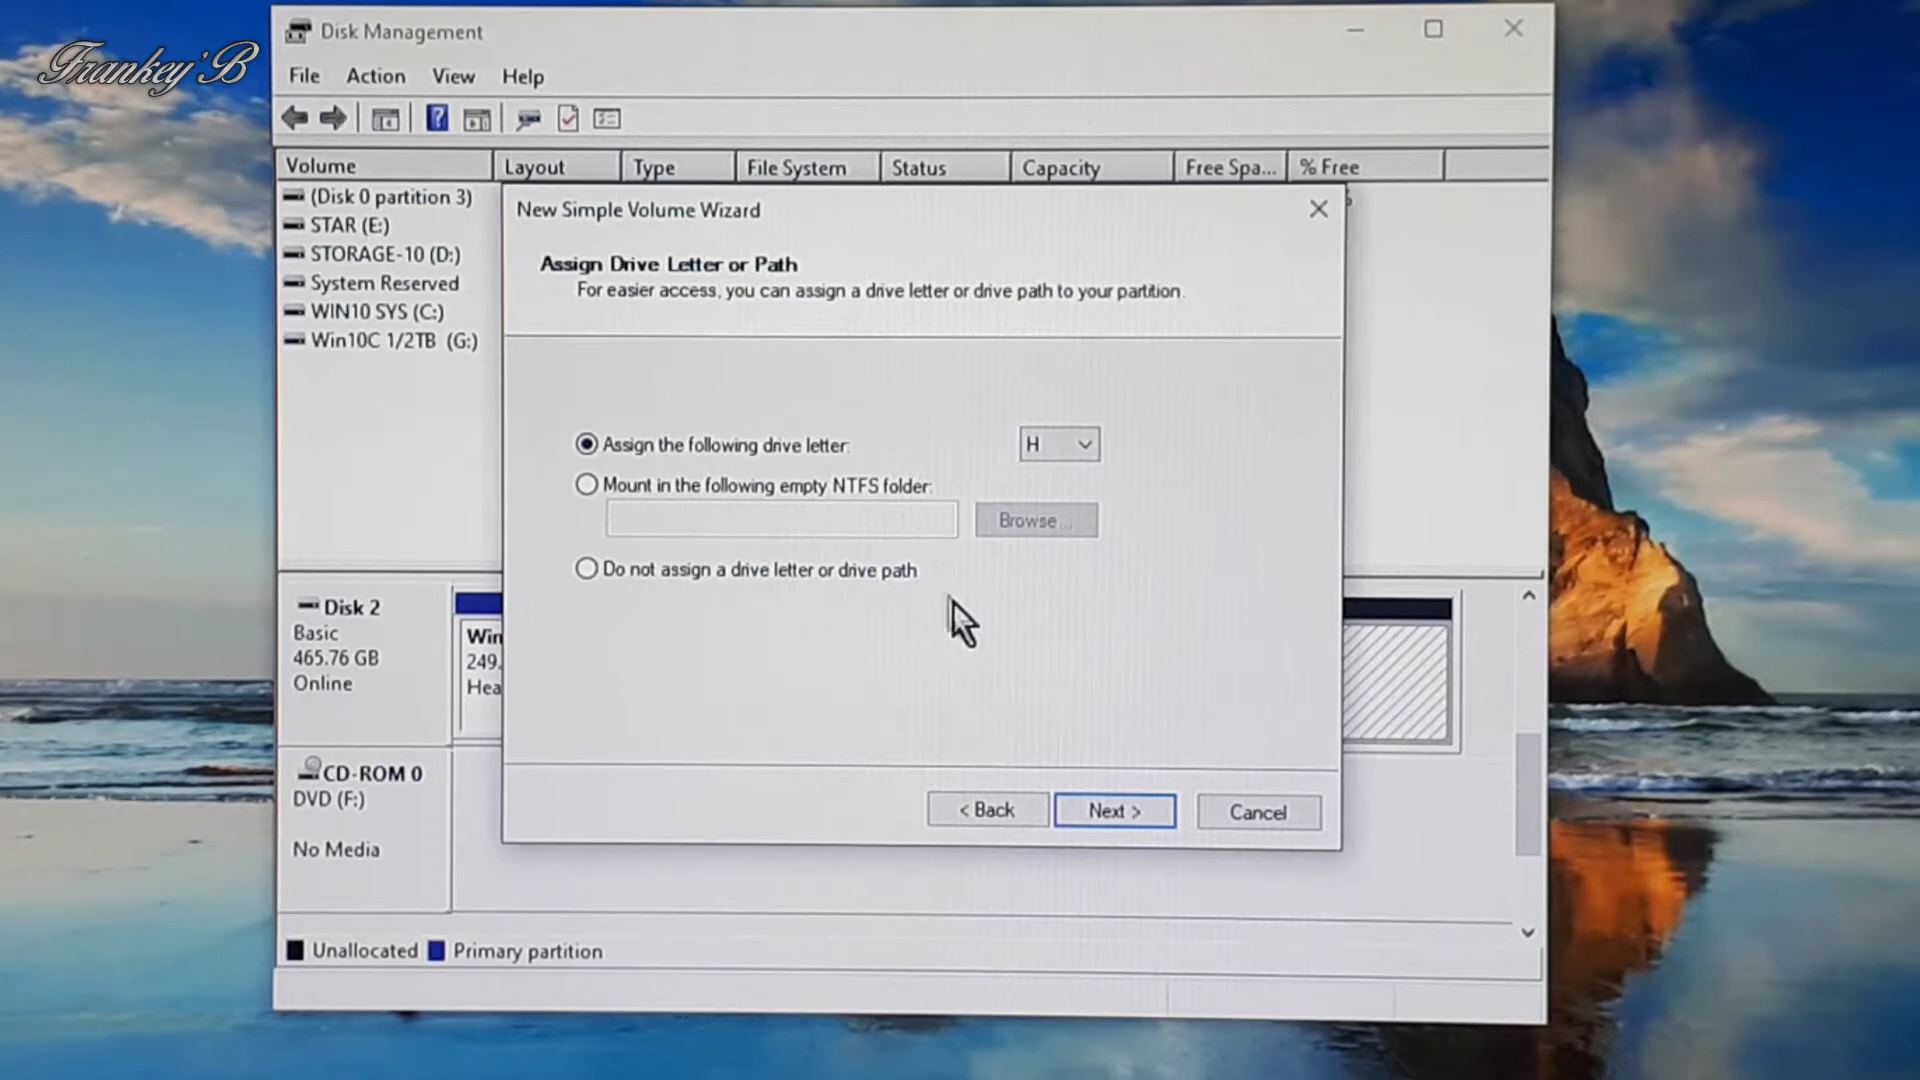 Frankey'B
Disk Management
File Action View Help
Volume Layout Type File System Status Capacity Free Spa... % Free
(Disk 0 partition 3)
STAR (E:)
STORAGE-10 (D:)
System Reserved
WIN10 SYS (C:)
Win10C 1/2TB (G:)
New Simple Volume Wizard
Assign Drive Letter or Path
For easier access, you can assign a drive letter or drive path to your partition.
Assign the following drive letter: H
Mount in the following empty NTFS folder:
Browse...
Do not assign a drive letter or drive path
< Back Next > Cancel
Disk 2
Basic
465.76 GB
Online
Win
249.
Hea
CD-ROM 0
DVD (F:)
No Media
Unallocated Primary partition